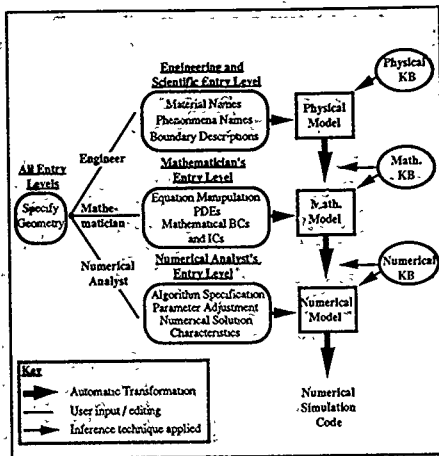 Engineering and
Scientific Entry Level
Material Names
Phenomena Names
Boundary Descriptions
Physical
KB
Physical
Model
Engineer
All Entry
Levels
Specify
Geometry
Mathe-
matician
Mathematician's
Entry Level
Equation Manipulation
PDEs
Mathematical BCs
and ICs
Math.
KB
Math.
Model
Numerical
Analyst
Numerical Analyst's
Entry Level
Algorithm Specification
Parameter Adjustment
Numerical Solution
Characteristics
Numerical
KB
Numerical
Model
Key
Automatic Transformation
User input / editing
Inference technique applied
Numerical
Simulation
Code